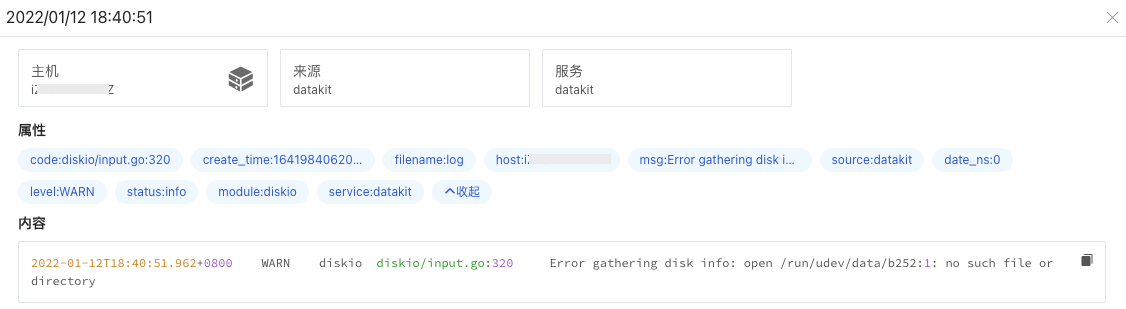 2022/01/12 18:40:51
主机 来源 服务
datakit datakit
属性
code:diskio/input.go:320 create_time:16419840620... filename:log msg:Error gathering disk i... source:datakit date_ns:0
level:WARN status:info module:diskio service:datakit 收起
内容
2022-01-12T18:40:51.962+0800 WARN diskio diskio/input.go:320 Error gathering disk info: open /run/udev/data/b252:1: no such file or
directory